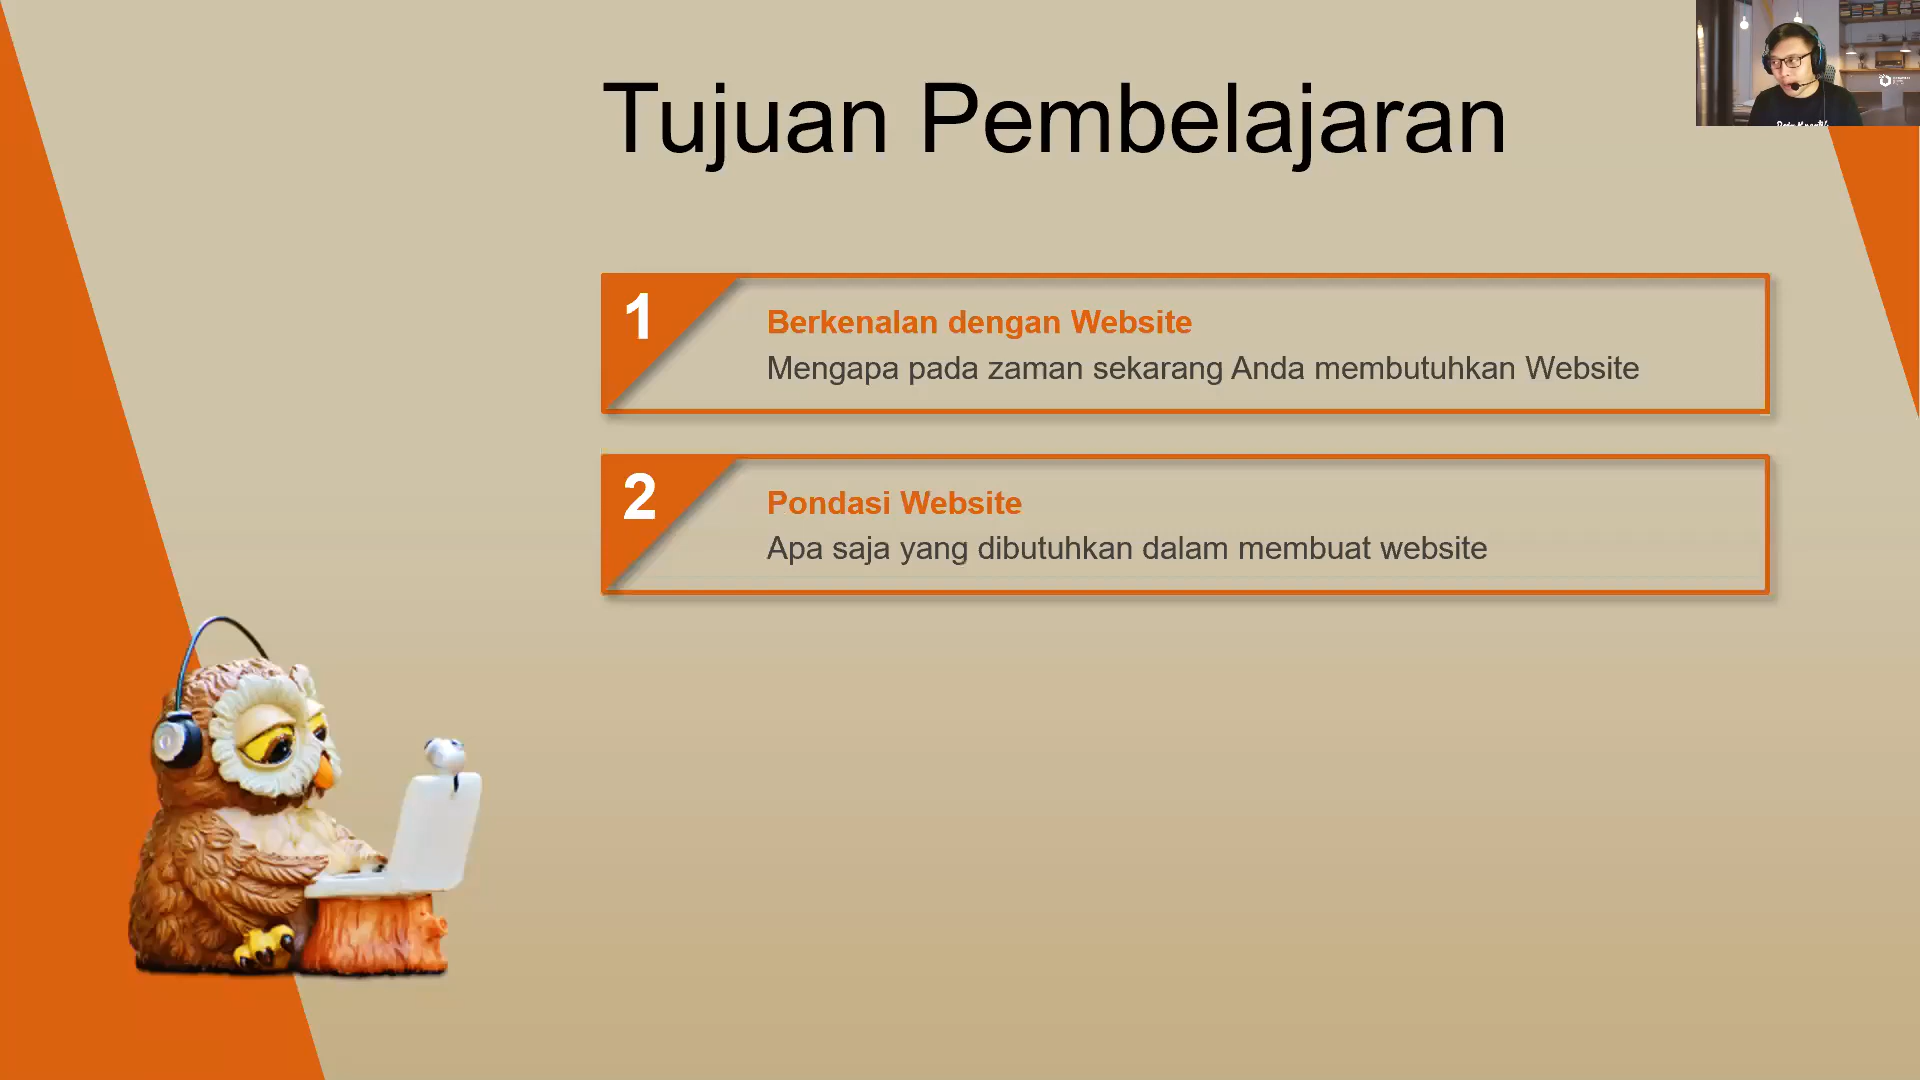 Tujuan Pembelajaran
1
Berkenalan dengan Website
Mengapa pada zaman sekarang Anda membutuhkan Website
2
Pondasi Website
Apa saja yang dibutuhkan dalam membuat website